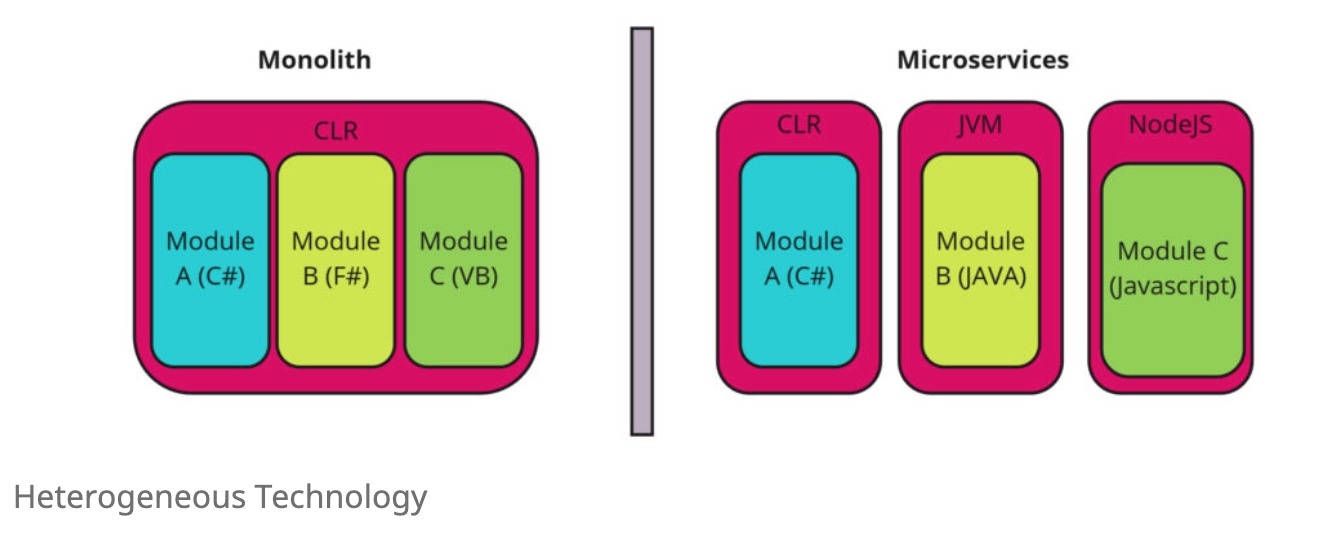 Monolith
CLR
Module
A (C#)
Module
B (F#)
Module
C (VB)
Microservices
CLR
Module
A (C#)
JVM
Module
B (JAVA)
NodeJS
Module C
(Javascript)
Heterogeneous Technology